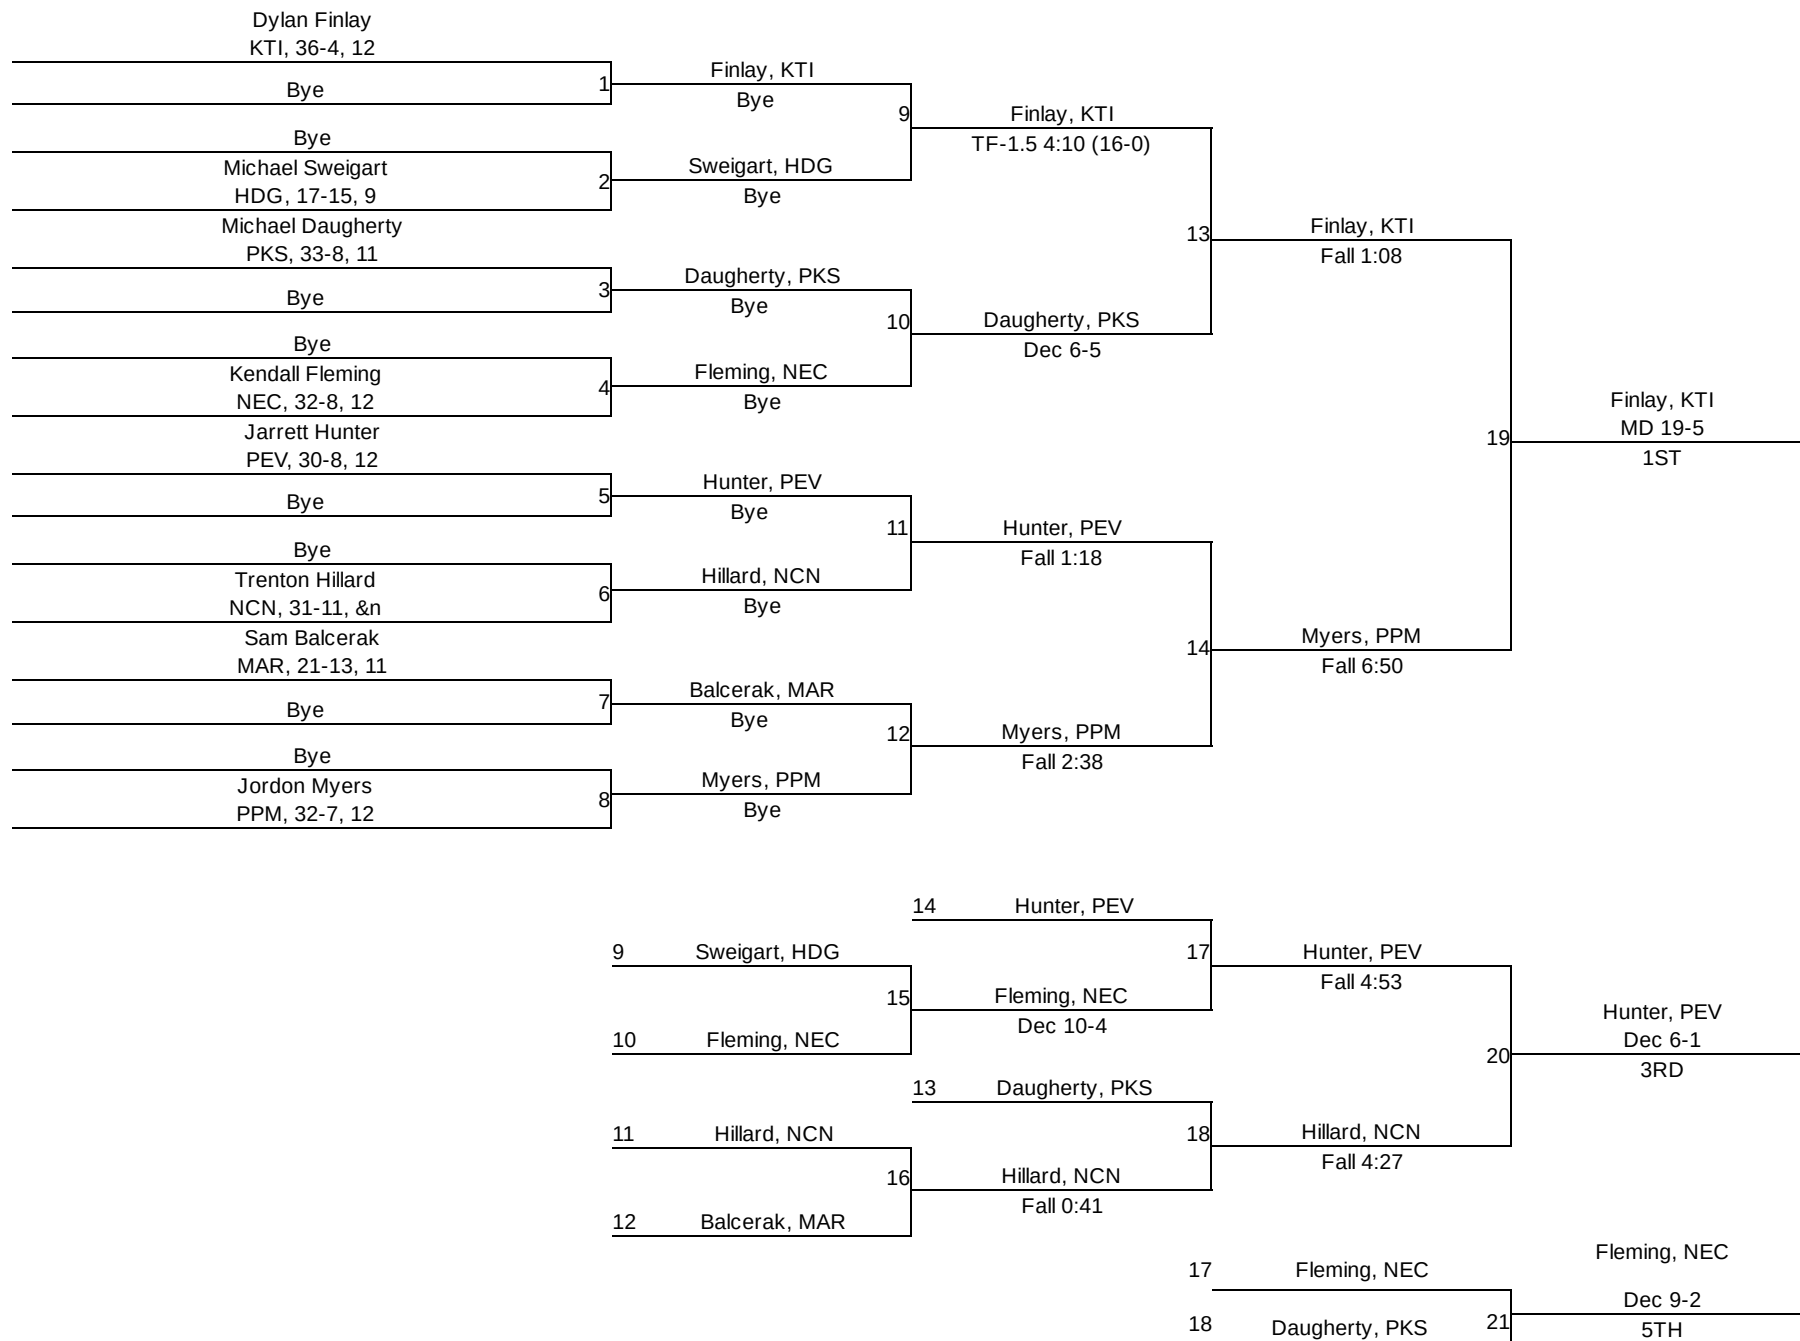 Dylan Finlay
KTI, 36-4, 12
Bye
1
Bye
Michael Sweigart
HDG, 17-15, 9
2
Michael Daugherty
PKS, 33-8, 11
Bye
3
Bye
Kendall Fleming
NEC, 32-8, 12
4
Jarrett Hunter
PEV, 30-8, 12
Bye
5
Bye
Trenton Hillard
NCN, 31-11, &n
6
Sam Balcerak
MAR, 21-13, 11
Bye
7
Bye
Jordon Myers
PPM, 32-7, 12
8
Finlay, KTI
Bye
9
Sweigart, HDG
Bye
Daugherty, PKS
Bye
10
Fleming, NEC
Bye
Hunter, PEV
Bye
11
Hillard, NCN
Bye
Balcerak, MAR
Bye
12
Myers, PPM
Bye
Finlay, KTI
TF-1.5 4:10 (16-0)
13
Daugherty, PKS
Dec 6-5
Hunter, PEV
Fall 1:18
14
Myers, PPM
Fall 2:38
Finlay, KTI
Fall 1:08
19
Myers, PPM
Fall 6:50
Finlay, KTI
MD 19-5
1ST
14 Hunter, PEV
9 Sweigart, HDG
17
15
Fleming, NEC
Dec 10-4
10 Fleming, NEC
13 Daugherty, PKS
11 Hillard, NCN
18
16
Hillard, NCN
Fall 0:41
12 Balcerak, MAR
Hunter, PEV
Fall 4:53
20
Hillard, NCN
Fall 4:27
Hunter, PEV
Dec 6-1
3RD
17 Fleming, NEC
18 Daugherty, PKS
21
Fleming, NEC
Dec 9-2
5TH